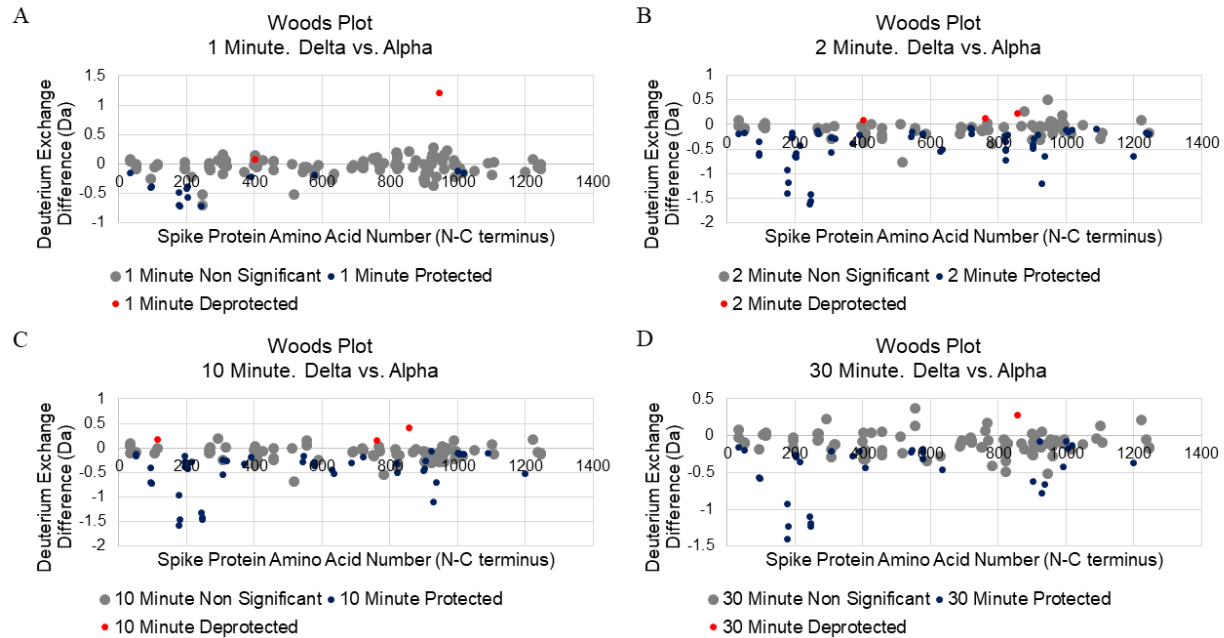 A
Woods Plot
1 Minute. Delta vs. Alpha
Deuterium Exchange
Difference (Da)
1.5
1
0.5
0
-0.5
-1
0 200 400 600 800 1000 1200 1400
Spike Protein Amino Acid Number (N-C terminus)
1 Minute Non Significant 1 Minute Protected
1 Minute Deprotected
B
Woods Plot
2 Minute. Delta vs. Alpha
Deuterium Exchange
Difference (Da)
1
0.5
0
-0.5
-1
-1.5
-2
0 200 400 600 800 1000 1200 1400
Spike Protein Amino Acid Number (N-C terminus)
2 Minute Non Significant 2 Minute Protected
2 Minute Deprotected
C
Woods Plot
10 Minute. Delta vs. Alpha
Deuterium Exchange
Difference (Da)
1
0.5
0
-0.5
-1
-1.5
-2
0 200 400 600 800 1000 1200 1400
Spike Protein Amino Acid Number (N-C terminus)
10 Minute Non Significant 10 Minute Protected
10 Minute Deprotected
D
Woods Plot
30 Minute. Delta vs. Alpha
Deuterium Exchange
Difference (Da)
0.5
0
-0.5
-1
-1.5
0 200 400 600 800 1000 1200 1400
Spike Protein Amino Acid Number (N-C terminus)
30 Minute Non Significant 30 Minute Protected
30 Minute Deprotected